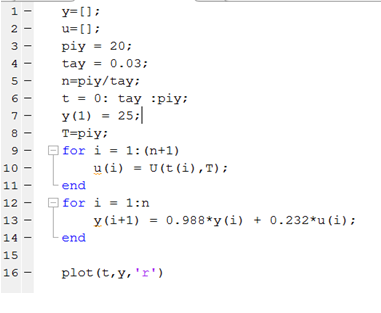 1 - y=[];
2 - u=[];
3 - piy = 20;
4 - tay = 0.03;
5 - n=piy/tay;
6 - t = 0: tay :piy;
7 - y(1) = 25;
8 - T=piy;
9 - for i = 1:(n+1)
10 - u(i) = U(t(i),T);
11 - end
12 - for i = 1:n
13 - y(i+1) = 0.988*y(i) + 0.232*u(i);
14 - end
15
16 - plot(t,y,'r')